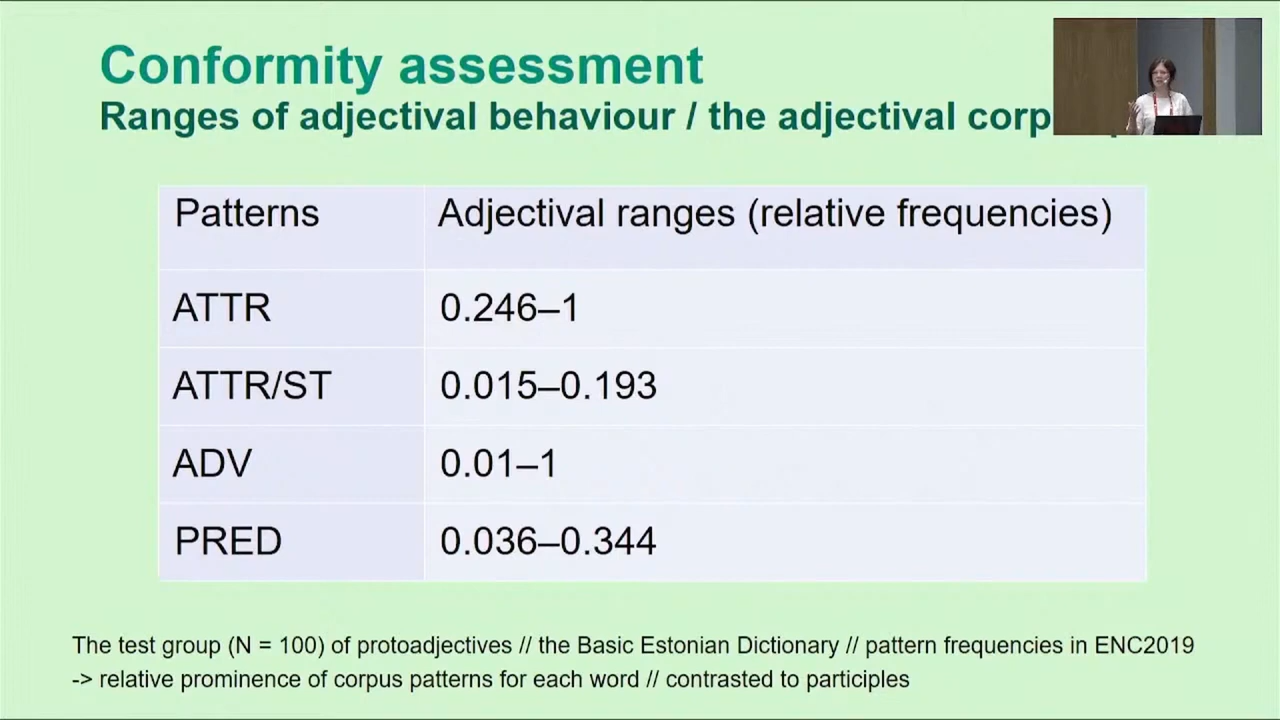 Conformity assessment
Ranges of adjectival behaviour / the adjectival corp
Patterns Adjectival ranges (relative frequencies)
ATTR 0.246–1
ATTR/ST 0.015–0.193
ADV 0.01–1
PRED 0.036–0.344
The test group (N = 100) of protoadjectives // the Basic Estonian Dictionary // pattern frequencies in ENC2019
-> relative prominence of corpus patterns for each word // contrasted to participles